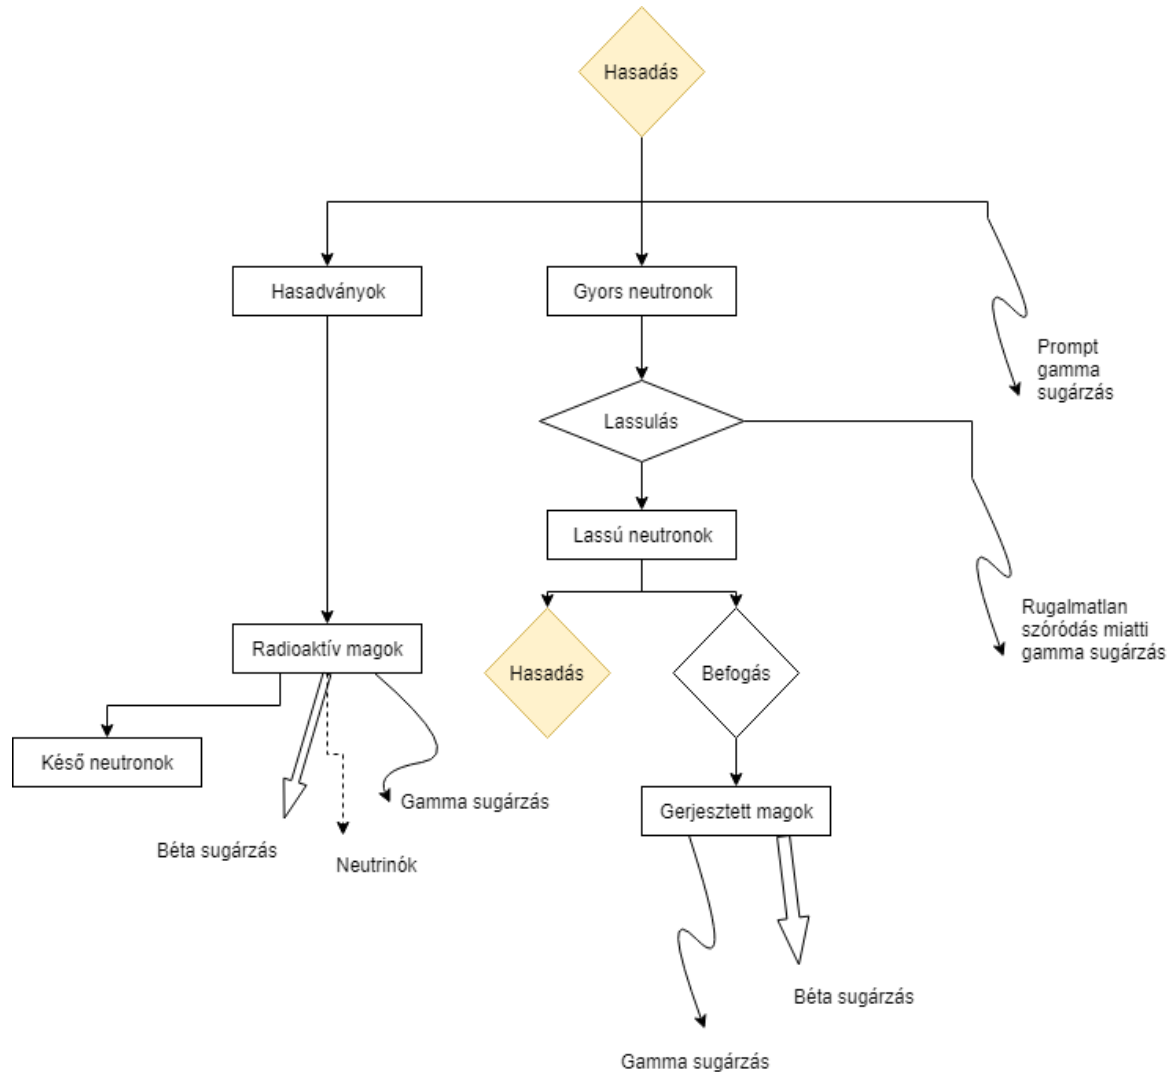 Hasadás
Hasadványok
Gyors neutronok
Prompt
gamma
sugárzás
Lassulás
Lassú neutronok
Rugalmatlan
szóródás miatti
gamma sugárzás
Radioaktív magok
Hasadás
Befogás
Késő neutronok
Gamma sugárzás
Gerjesztett magok
Béta sugárzás
Neutrinók
Béta sugárzás
Gamma sugárzás